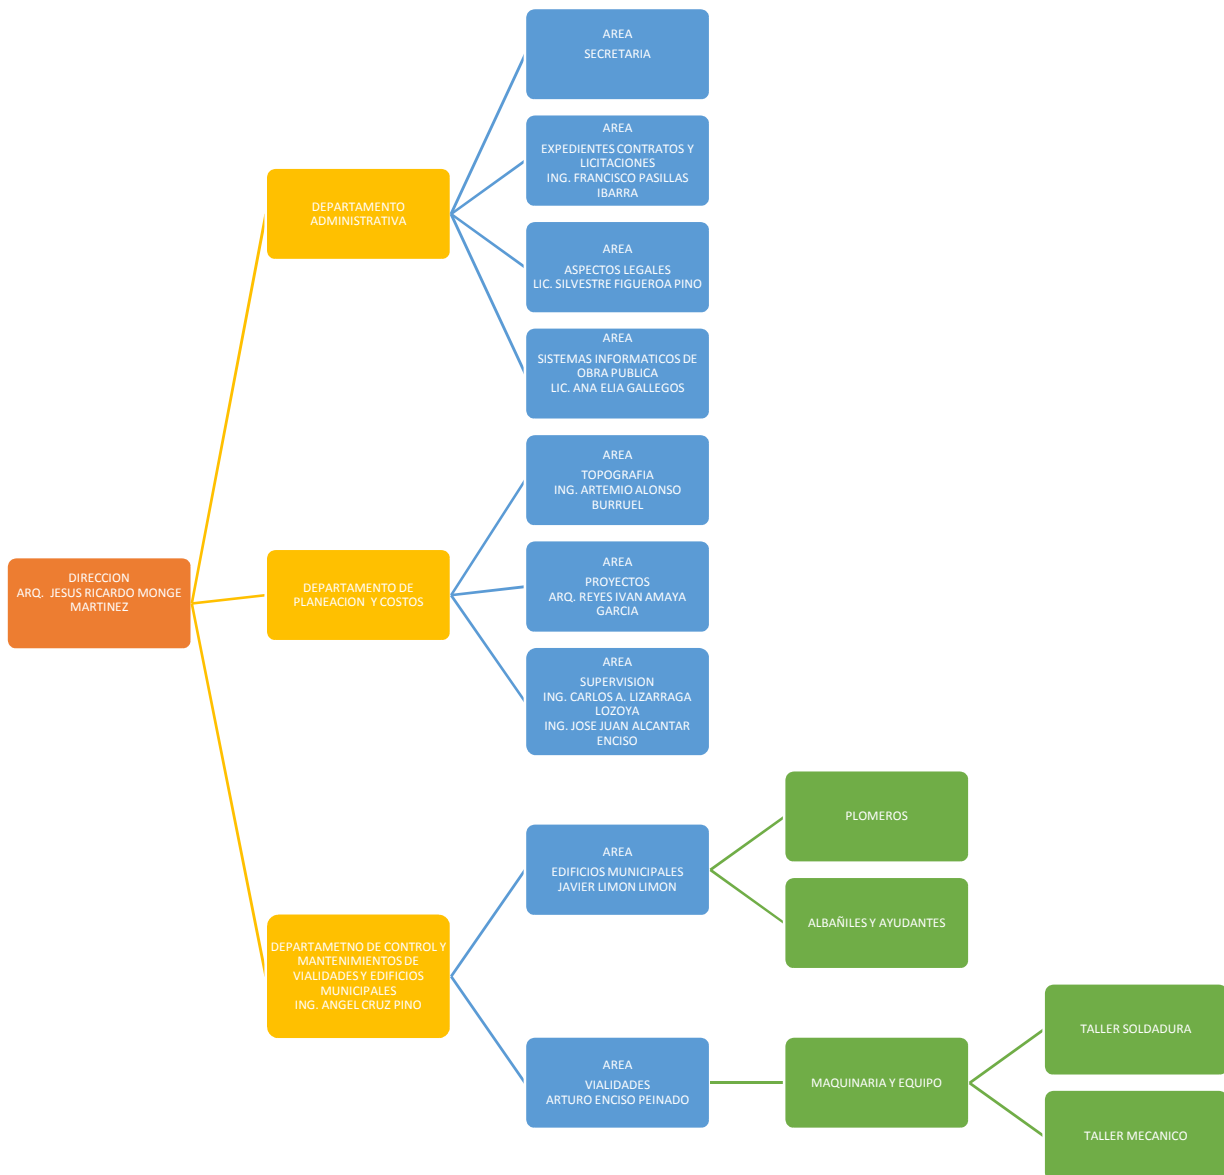 AREA
SECRETARIA
AREA
EXPEDIENTES CONTRATOS Y
LICITACIONES
ING. FRANCISCO PASILLAS
IBARRA
DEPARTAMENTO
ADMINISTRATIVA
AREA
ASPECTOS LEGALES
LIC. SILVESTRE FIGUEROA PINO
AREA
SISTEMAS INFORMATICOS DE
OBRA PUBLICA
LIC. ANA ELIA GALLEGOS
AREA
TOPOGRAFIA
ING. ARTEMIO ALONSO
BURRUEL
DIRECCION
ARQ. JESUS RICARDO MONGE
MARTINEZ
DEPARTAMENTO DE
PLANEACION Y COSTOS
AREA
PROYECTOS
ARQ. REYES IVAN AMAYA
GARCIA
AREA
SUPERVISION
ING. CARLOS A. LIZARRAGA
LOZOYA
ING. JOSE JUAN ALCANTAR
ENCISO
PLOMEROS
AREA
EDIFICIOS MUNICIPALES
JAVIER LIMON LIMON
ALBAÑILES Y AYUDANTES
DEPARTAMETNO DE CONTROL Y
MANTENIMIENTOS DE
VIALIDADES Y EDIFICIOS
MUNICIPALES
ING. ANGEL CRUZ PINO
TALLER SOLDADURA
AREA
VIALIDADES
ARTURO ENCISO PEINADO
MAQUINARIA Y EQUIPO
TALLER MECANICO